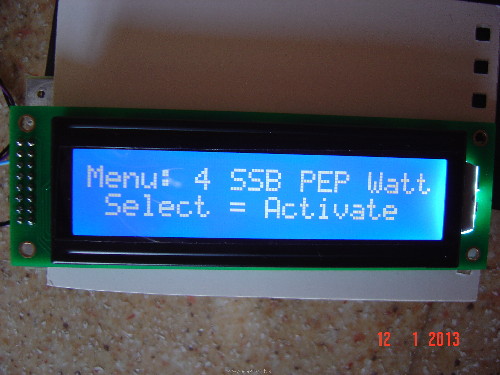 Menu: 4 SSB PEP Watt
Select = Activate
12 1 2013